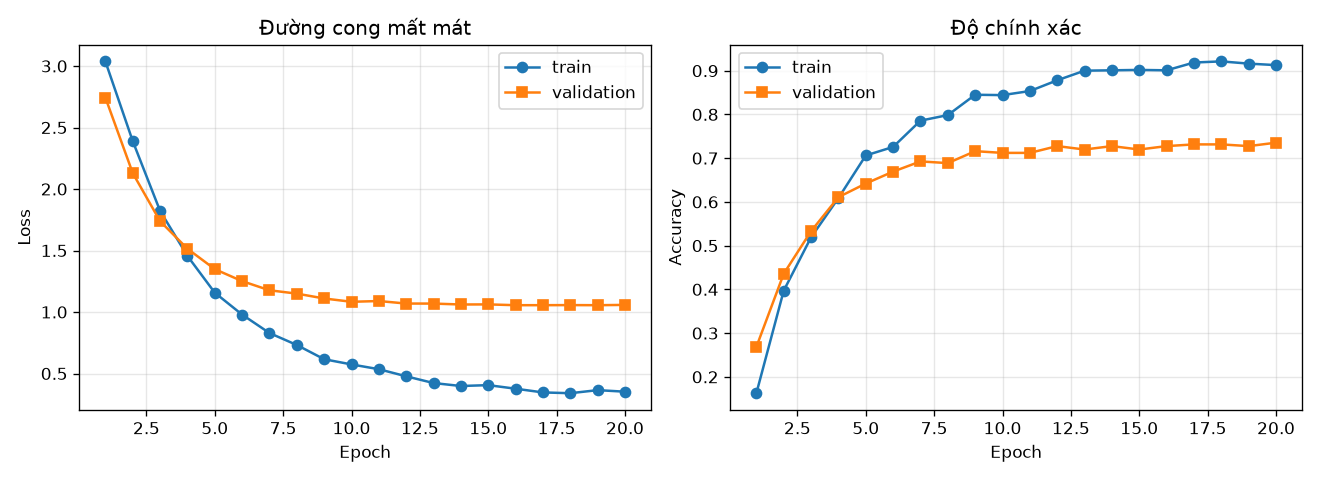 Đường cong mất mát
train
validation
Loss
3.0
2.5
2.0
1.5
1.0
0.5
2.5 5.0 7.5 10.0 12.5 15.0 17.5 20.0
Epoch
Độ chính xác
train
validation
Accuracy
0.9
0.8
0.7
0.6
0.5
0.4
0.3
0.2
2.5 5.0 7.5 10.0 12.5 15.0 17.5 20.0
Epoch